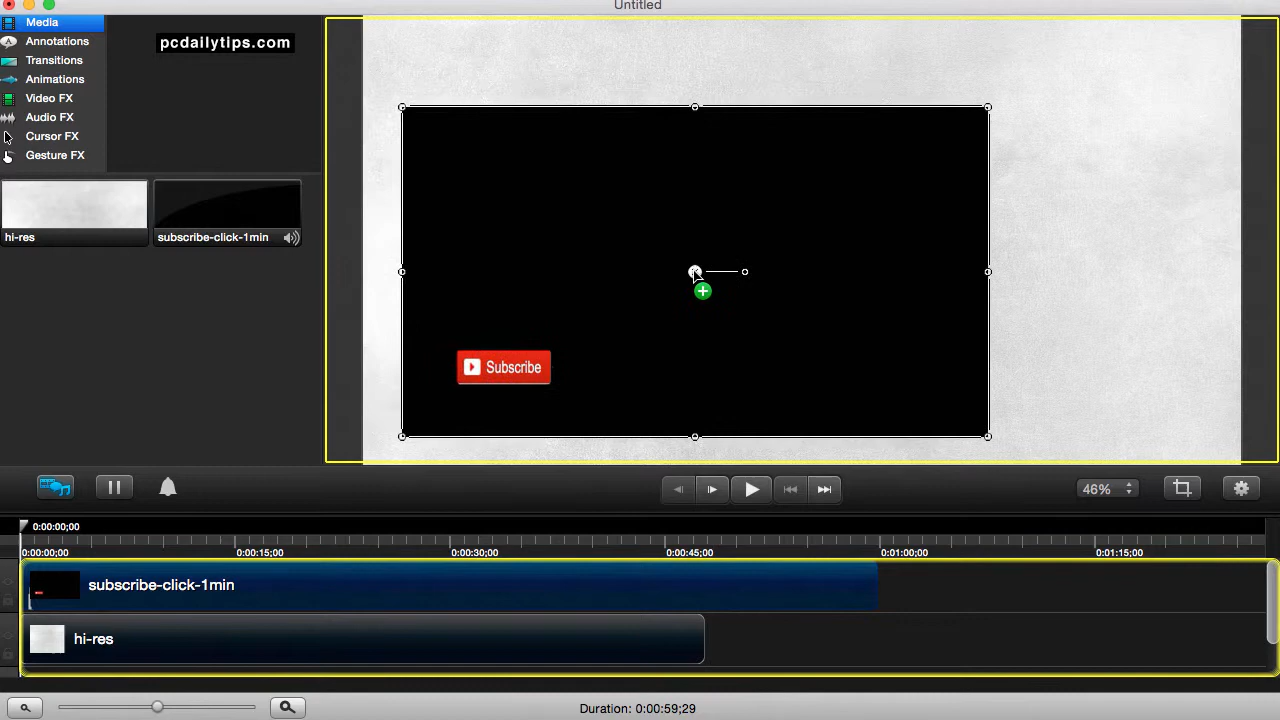 Untitled
Media
Annotations
Transitions
Animations
Video FX
Audio FX
Cursor FX
Gesture FX
pcdailytips.com
hi-res
subscribe-click-1min
Subscribe
46%
0:00:00;00
0:00:00;00 0:00:15;00 0:00:30;00 0:00:45;00 0:01:00;00 0:01:15;00
subscribe-click-1min
hi-res
Duration: 0:00:59;29